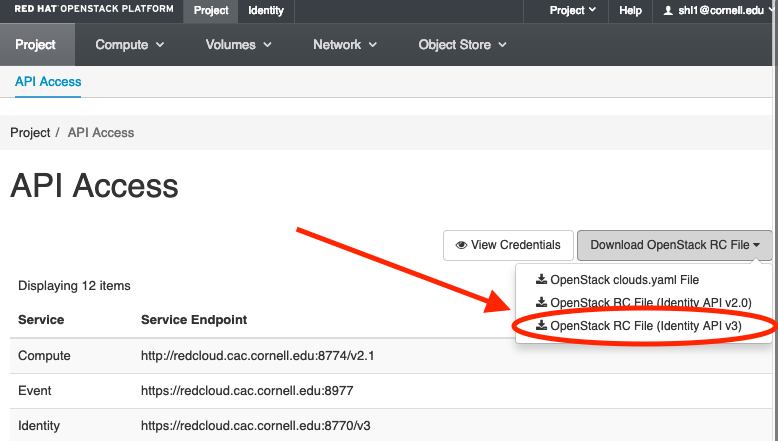 RED HAT OPENSTACK PLATFORM Project Identity Project Help shl1@cornell.edu
Project Compute Volumes Network Object Store
API Access
Project / API Access
API Access
View Credentials Download OpenStack RC File
OpenStack clouds.yaml File
OpenStack RC File (Identity API v2.0)
OpenStack RC File (Identity API v3)
Displaying 12 items
Service Service Endpoint
Compute http://redcloud.cac.cornell.edu:8774/v2.1
Event https://redcloud.cac.cornell.edu:8977
Identity https://redcloud.cac.cornell.edu:8770/v3